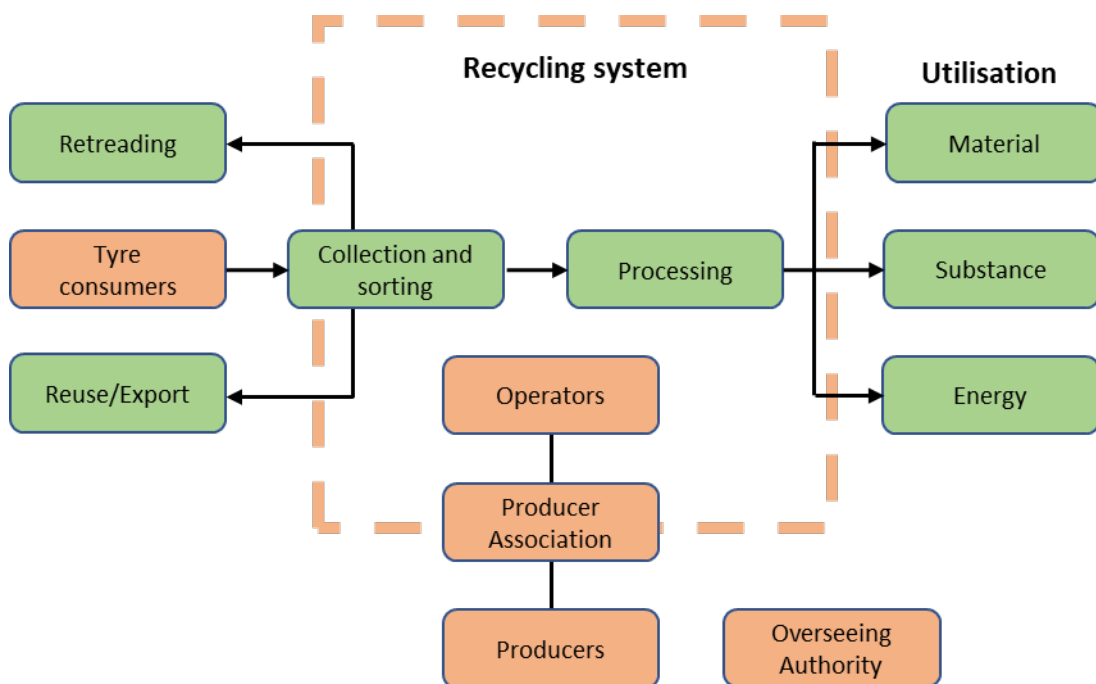 Recycling system
Utilisation
Retreading
Material
Tyre
consumers
Collection and
sorting
Processing
Substance
Reuse/Export
Operators
Energy
Producer
Association
Producers
Overseeing
Authority